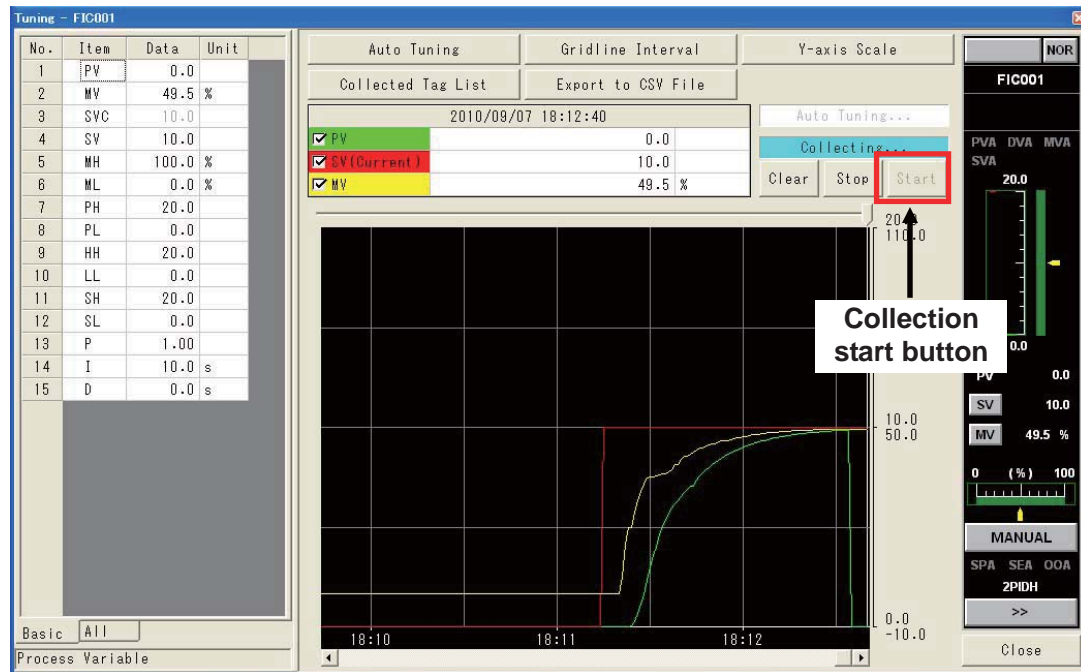 Tuning - FIC001
No. Item Data Unit
1 PV 0.0
2 MV 49.5 %
3 SVC 10.0
4 SV 10.0
5 MH 100.0 %
6 ML 0.0 %
7 PH 20.0
8 PL 0.0
9 HH 20.0
10 LL 0.0
11 SH 20.0
12 SL 0.0
13 P 1.00
14 I 10.0 s
15 D 0.0 s
Basic All
Process Variable
Auto Tuning Gridline Interval Y-axis Scale
Collected Tag List Export to CSV File
2010/09/07 18:12:40
PV 0.0
SV(Current) 10.0
MV 49.5 %
Auto Tuning...
Collecting...
Clear Stop Start
110.0
Collection
start button
10.0
50.0
0.0
-10.0
18:10 18:11 18:12
NOR
FIC001
PVA DVA MVA
SVA
20.0
0.0
PV 0.0
SV 10.0
MV 49.5 %
0 (%) 100
MANUAL
SPA SEA OOA
2PIDH
>>
Close